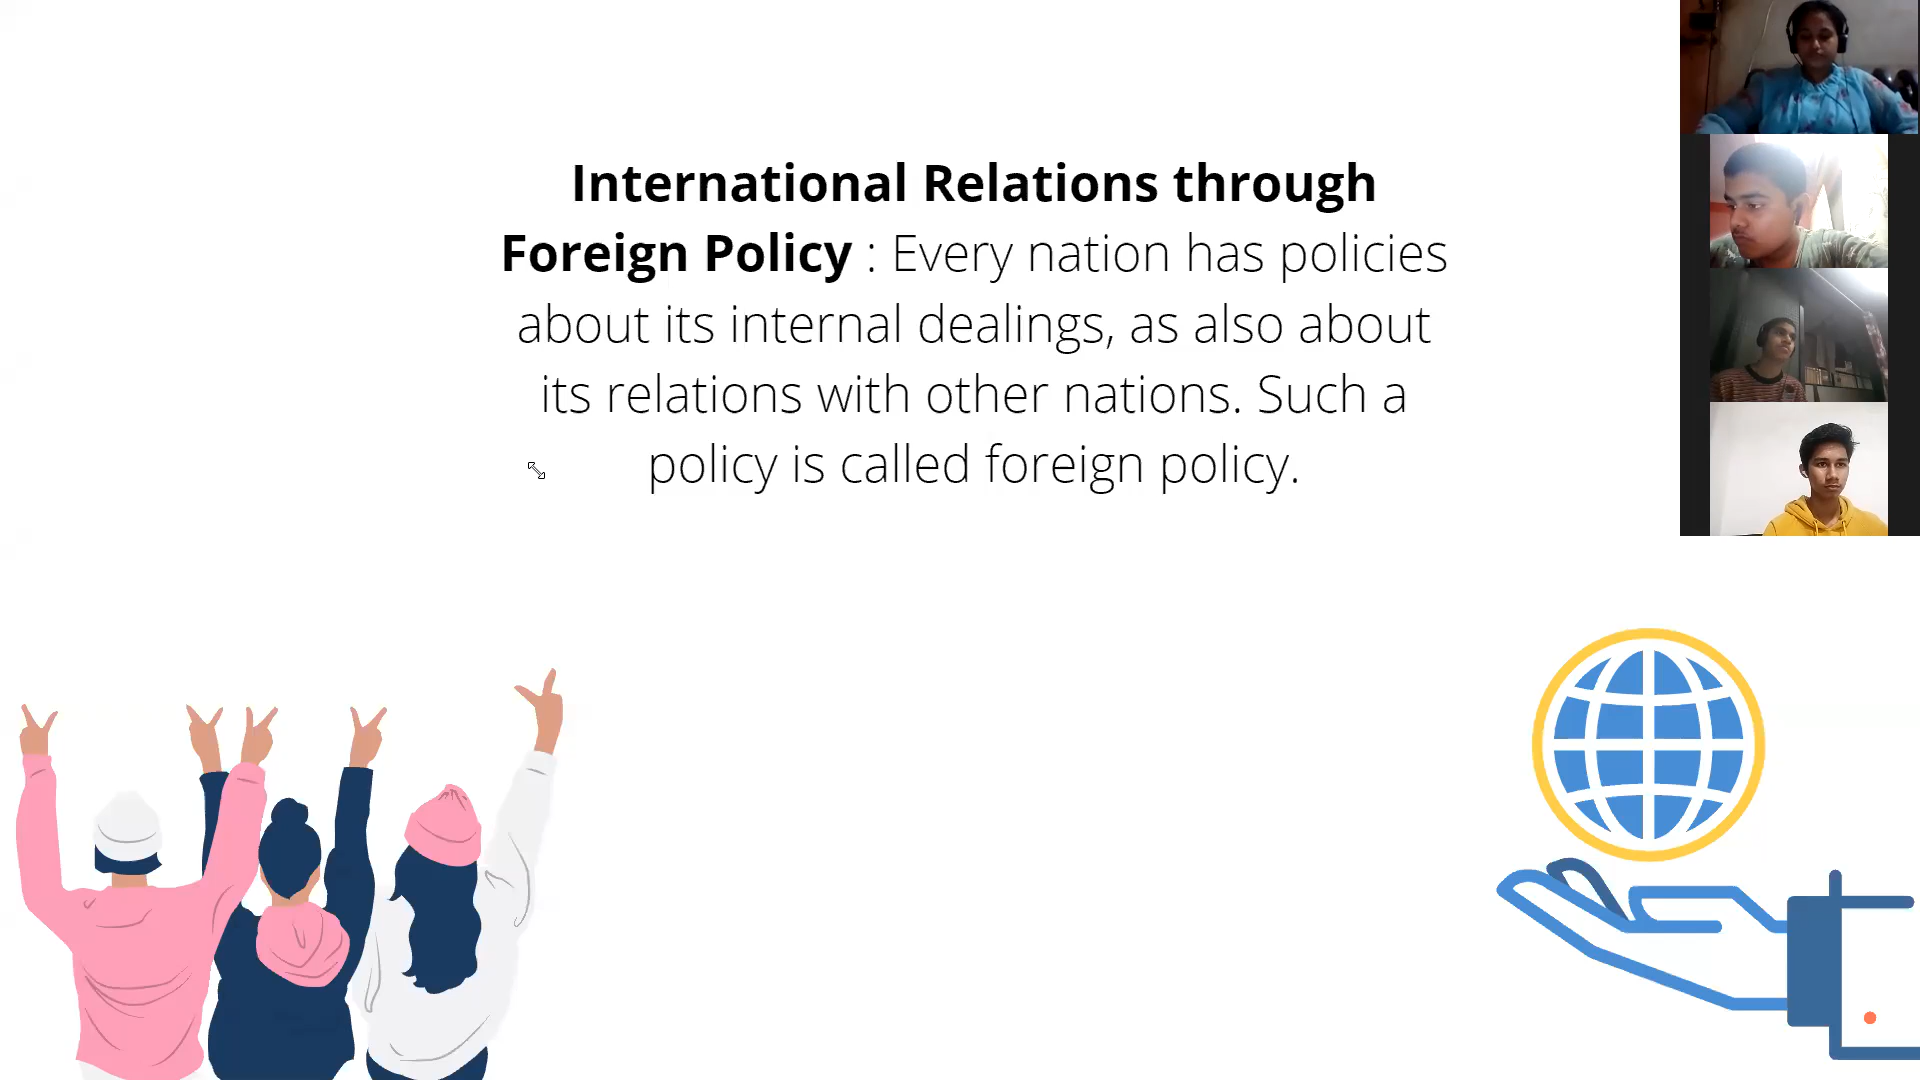 International Relations through
Foreign Policy : Every nation has policies
about its internal dealings, as also about
its relations with other nations. Such a
policy is called foreign policy.